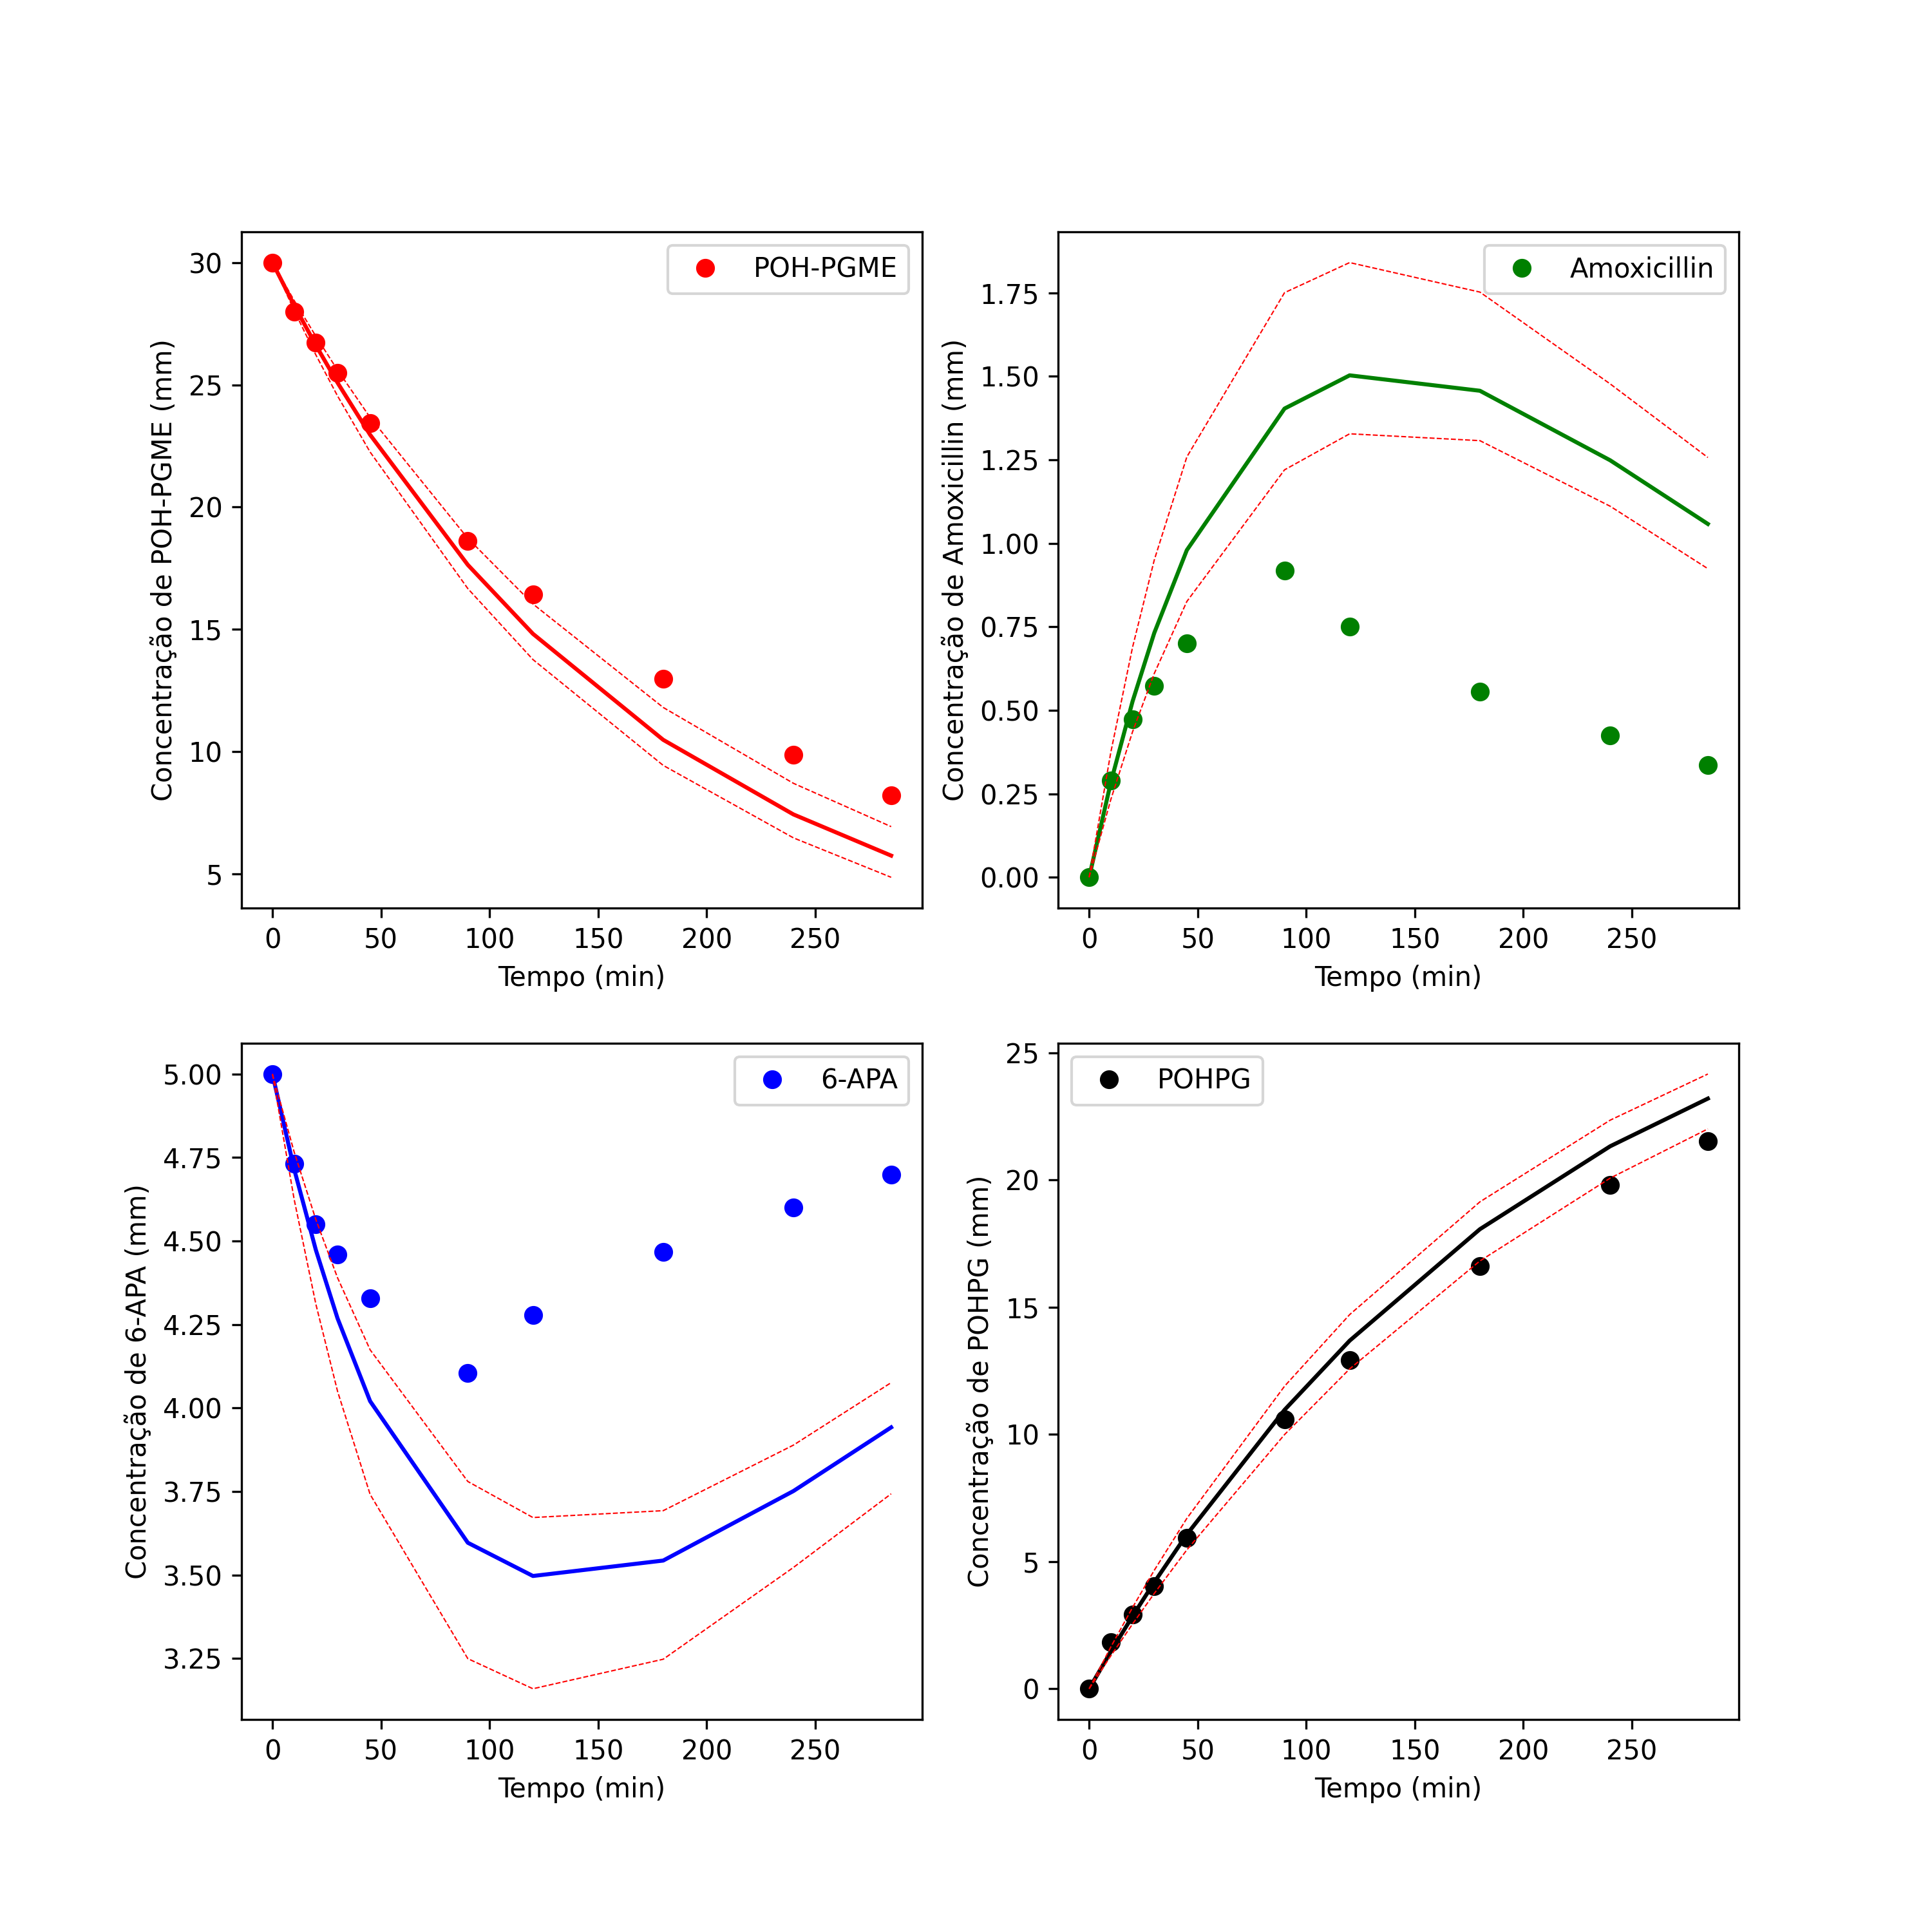 POH-PGME
Concentração de POH-PGME (mm)
30
25
20
15
10
5
0 50 100 150 200 250
Tempo (min)
Amoxicillin
Concentração de Amoxicillin (mm)
1.75
1.50
1.25
1.00
0.75
0.50
0.25
0.00
0 50 100 150 200 250
Tempo (min)
6-APA
Concentração de 6-APA (mm)
5.00
4.75
4.50
4.25
4.00
3.75
3.50
3.25
0 50 100 150 200 250
Tempo (min)
POHPG
Concentração de POHPG (mm)
25
20
15
10
5
0
0 50 100 150 200 250
Tempo (min)